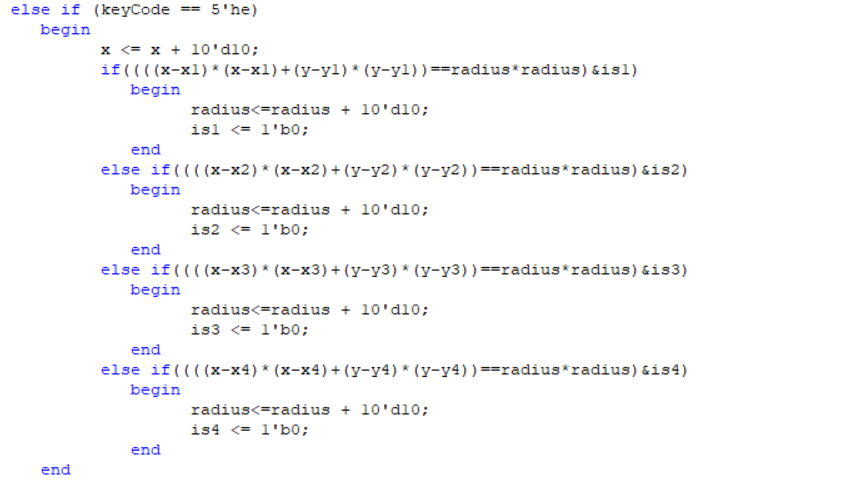 else if (keyCode == 5'he)
begin
x <= x + 10'd10;
if((((x-x1)*(x-x1)+(y-y1)*(y-y1))==radius*radius)&is1)
begin
radius<=radius + 10'd10;
is1 <= 1'b0;
end
else if((((x-x2)*(x-x2)+(y-y2)*(y-y2))==radius*radius)&is2)
begin
radius<=radius + 10'd10;
is2 <= 1'b0;
end
else if((((x-x3)*(x-x3)+(y-y3)*(y-y3))==radius*radius)&is3)
begin
radius<=radius + 10'd10;
is3 <= 1'b0;
end
else if((((x-x4)*(x-x4)+(y-y4)*(y-y4))==radius*radius)&is4)
begin
radius<=radius + 10'd10;
is4 <= 1'b0;
end
end